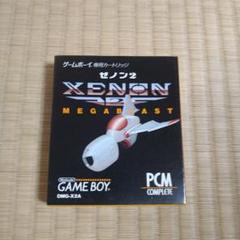 ゲームボーイ専用カートリッジ
ゼノン2
XENON
2
MEGABLAST
Nintendo
GAME BOY
DMG-X2A
PCM
COMPLETE